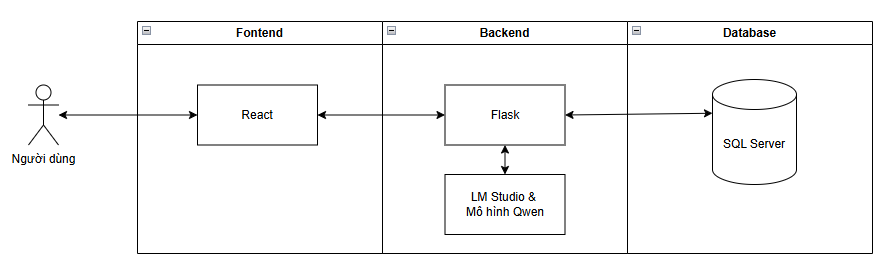 Fontend
Backend
Database
React
Flask
SQL Server
Người dùng
LM Studio &
Mô hình Qwen